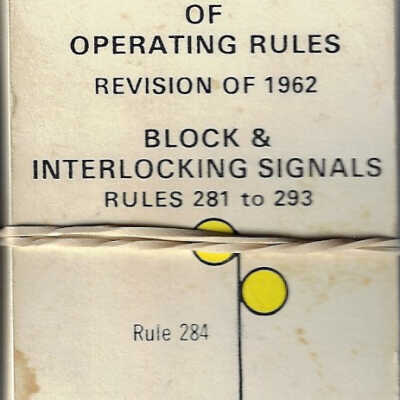 OF
OPERATING RULES
REVISION OF 1962
BLOCK &
INTERLOCKING SIGNALS
RULES 281 to 293
Rule 284